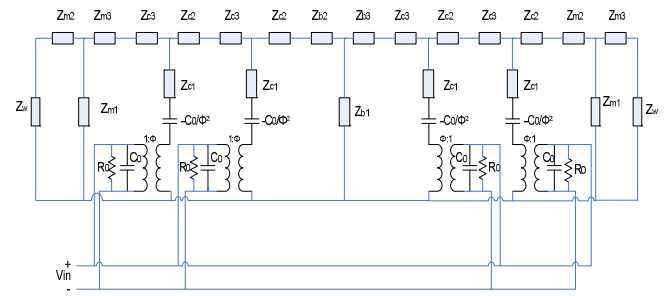 Zm2 Zm3 Zc3 Zc2 Zc3 Zc2 Zb2 Zb3 Zc3 Zc2 Zc3 Zc2 Zm2 Zm3
Zc1 Zc1 Zc1 Zc1
Zw Zm1 Zb1 Zm1 Zw
-C0/Φ² -C0/Φ² -C0/Φ² -C0/Φ²
1:Φ 1:Φ Φ:1 Φ:1
R0 C0 R0 C0 C0 R0 C0 R0
+
Vin
-